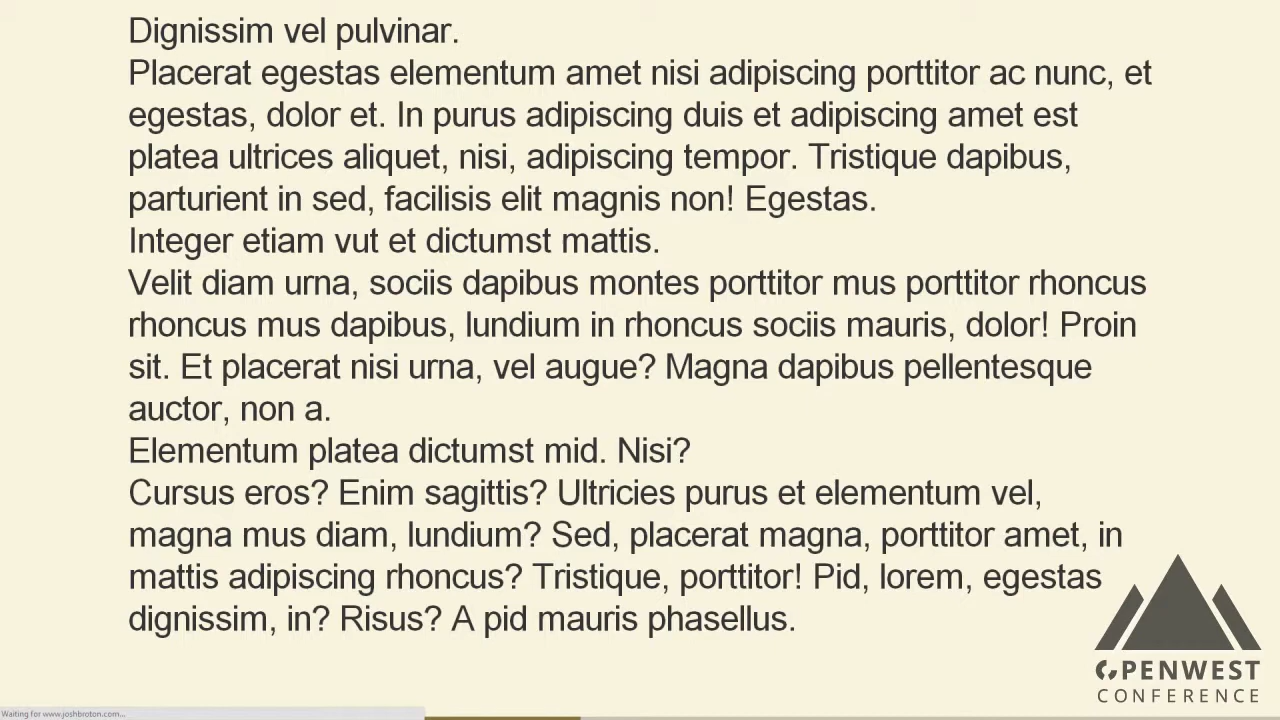 Dignissim vel pulvinar.
Placerat egestas elementum amet nisi adipiscing porttitor ac nunc, et
egestas, dolor et. In purus adipiscing duis et adipiscing amet est
platea ultrices aliquet, nisi, adipiscing tempor. Tristique dapibus,
parturient in sed, facilisis elit magnis non! Egestas.
Integer etiam vut et dictumst mattis.
Velit diam urna, sociis dapibus montes porttitor mus porttitor rhoncus
rhoncus mus dapibus, lundium in rhoncus sociis mauris, dolor! Proin
sit. Et placerat nisi urna, vel augue? Magna dapibus pellentesque
auctor, non a.
Elementum platea dictumst mid. Nisi?
Cursus eros? Enim sagittis? Ultricies purus et elementum vel,
magna mus diam, lundium? Sed, placerat magna, porttitor amet, in
mattis adipiscing rhoncus? Tristique, porttitor! Pid, lorem, egestas
dignissim, in? Risus? A pid mauris phasellus.
OPENWEST
CONFERENCE
Waiting for www.joshbroton.com...